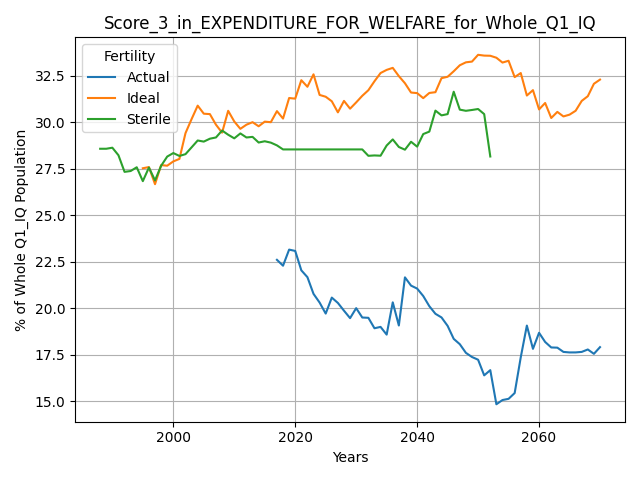 Score_3_in_EXPENDITURE_FOR_WELFARE_for_Whole_Q1_IQ
Fertility
Actual
Ideal
Sterile
% of Whole Q1_IQ Population
32.5
30.0
27.5
25.0
22.5
20.0
17.5
15.0
2000
2020
2040
2060
Years